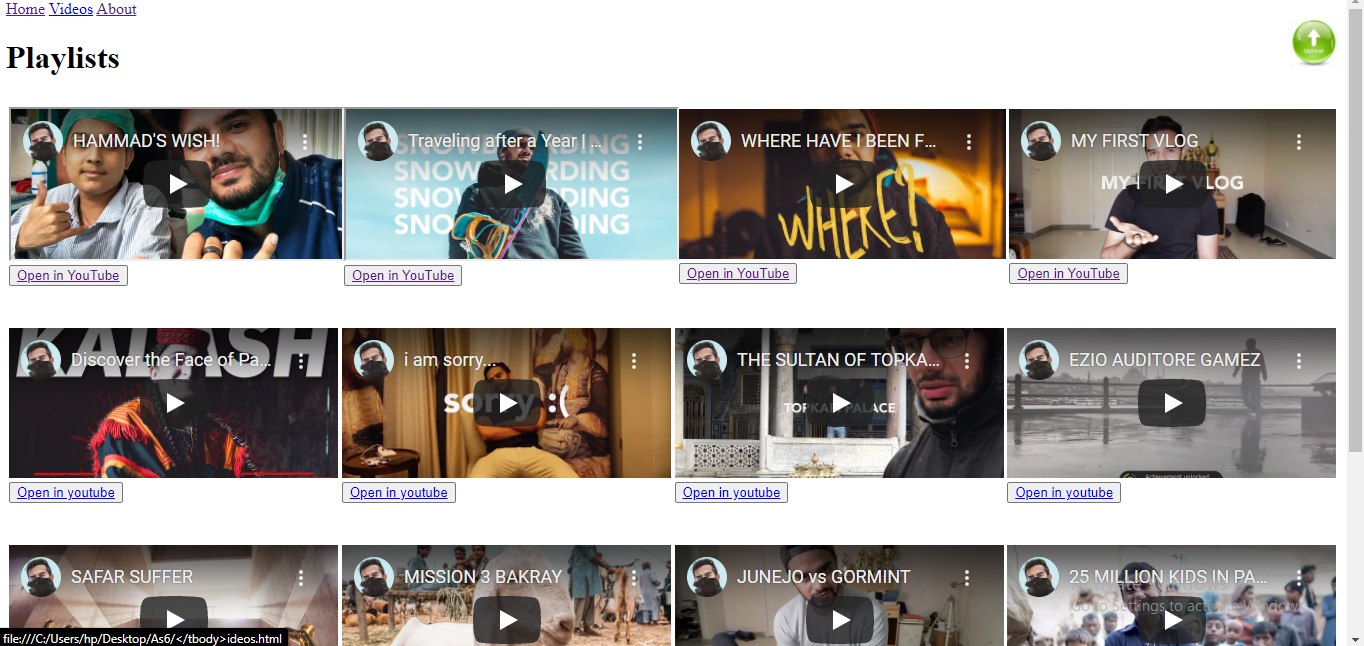 Home Videos About
Playlists
Upload
HAMMAD'S WISH!
Traveling after a Year | ...
SNOWBOARDING
SNOWBOARDING
SNOWBOARDING
SNOWBOARDING
WHERE HAVE I BEEN F...
WHERE?
MY FIRST VLOG
MY FIRST VLOG
Open in YouTube
Open in YouTube
Open in YouTube
Open in YouTube
Discover the Face of Pa...
KALASH
i am sorry...
sorry :(
THE SULTAN OF TOPKA...
TOPKAPI PALACE
EZIO AUDITORE GAMEZ
Achievement unlocked
Open in youtube
Open in youtube
Open in youtube
Open in youtube
SAFAR SUFFER
MISSION 3 BAKRAY
JUNEJO vs GORMINT
25 MILLION KIDS IN PA...
Go to Settings to activate Windows.
file:///C:/Users/hp/Desktop/As6/</tbody>ideos.html